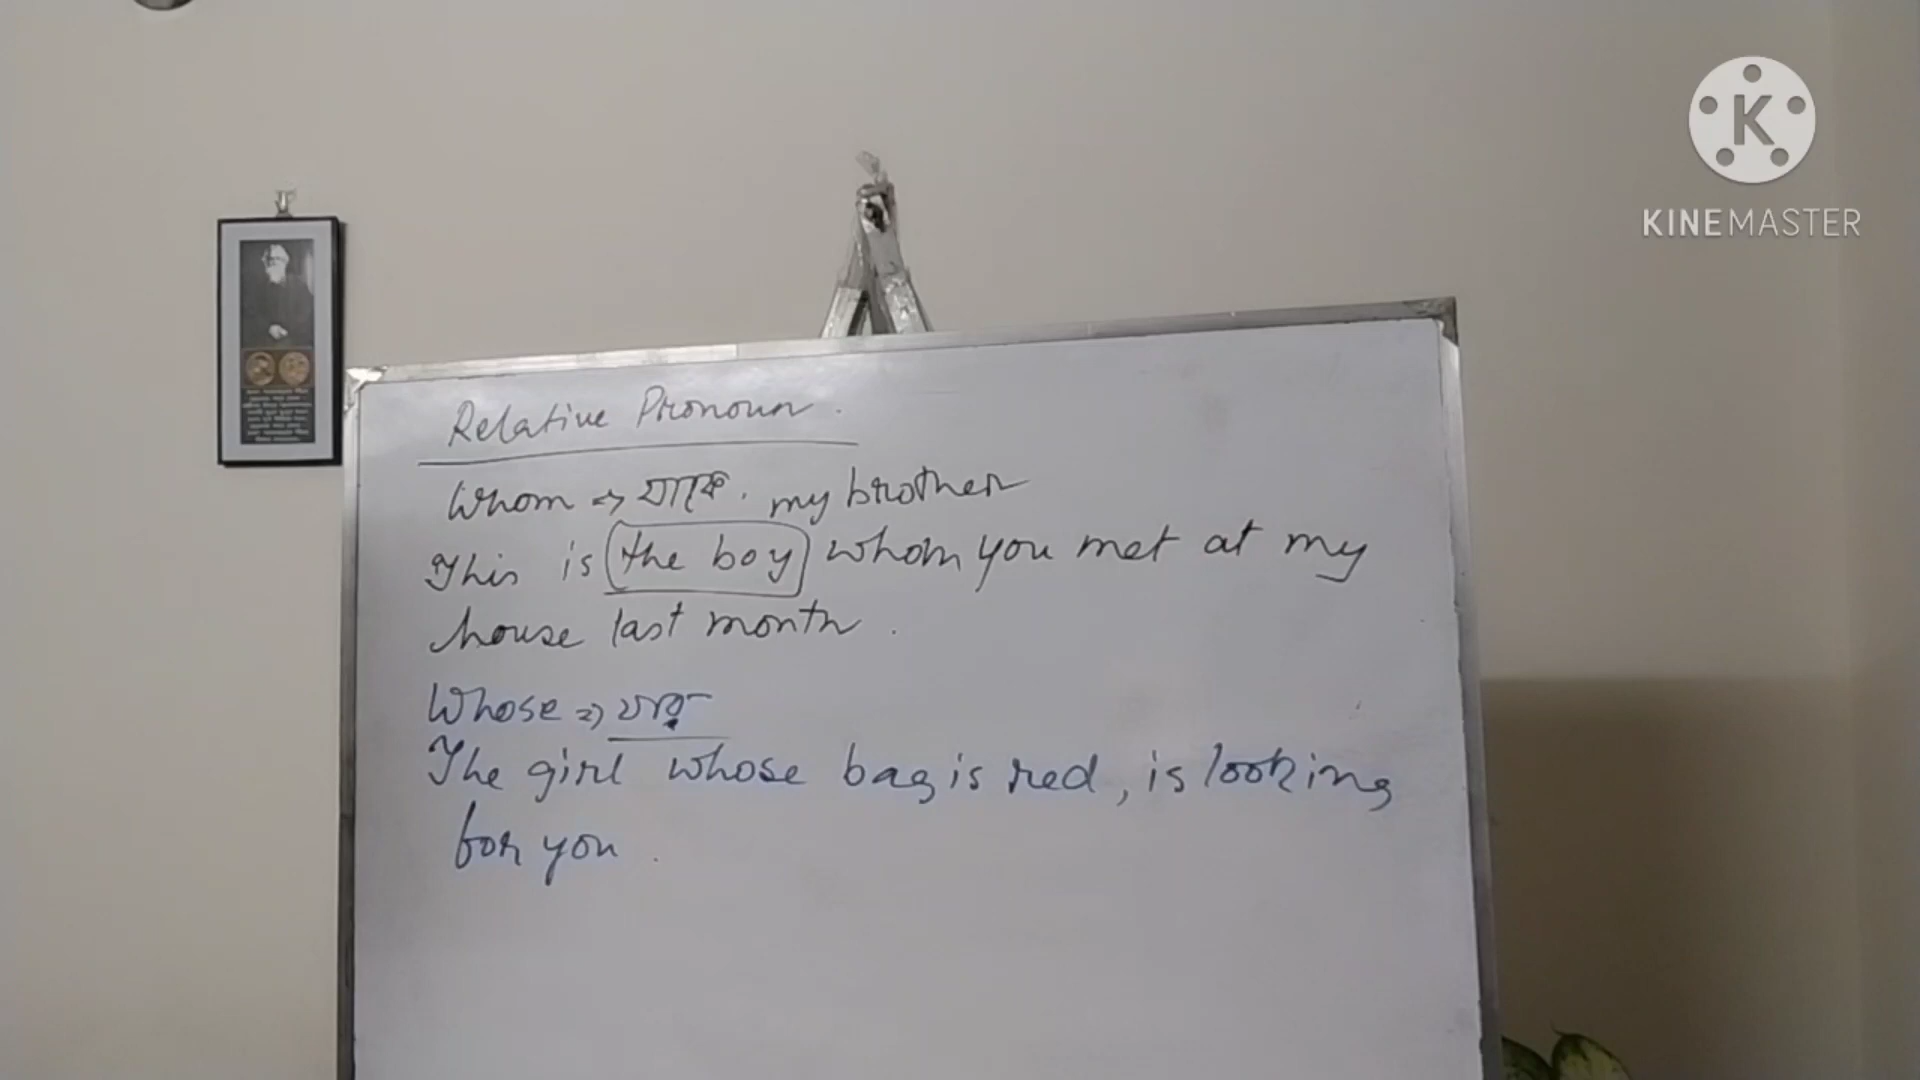 KINEMASTER
Relative Pronoun.
Whom => যাকে. my brother
This is the boy whom you met at my
house last month.
Whose => যার
The girl whose bag is red, is looking
for you.